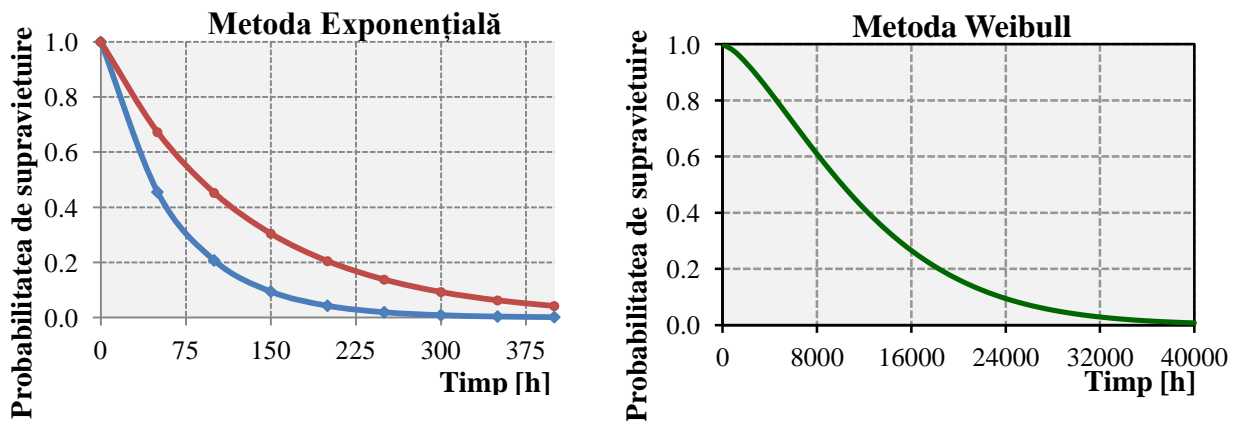 Metoda Exponențială
Probabilitatea de supravietuire
1.0
0.8
0.6
0.4
0.2
0.0
0 75 150 225 300 375
Timp [h]
Metoda Weibull
Probabilitatea de supravietuire
1.0
0.8
0.6
0.4
0.2
0.0
0 8000 16000 24000 32000 40000
Timp [h]